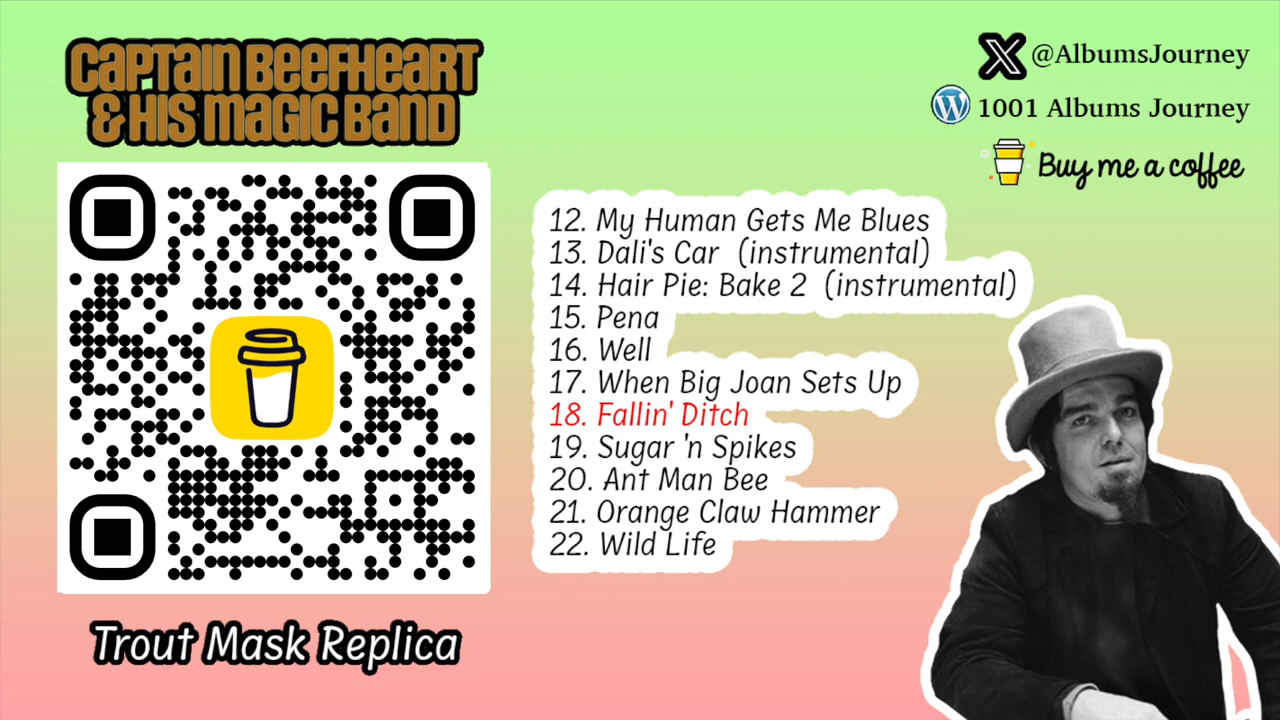 CAPTAIN BEEFHEART
& HIS MAGIC BAND
@AlbumsJourney
1001 Albums Journey
Buy me a coffee
12. My Human Gets Me Blues
13. Dali's Car (instrumental)
14. Hair Pie: Bake 2 (instrumental)
15. Pena
16. Well
17. When Big Joan Sets Up
18. Fallin' Ditch
19. Sugar 'n Spikes
20. Ant Man Bee
21. Orange Claw Hammer
22. Wild Life
Trout Mask Replica